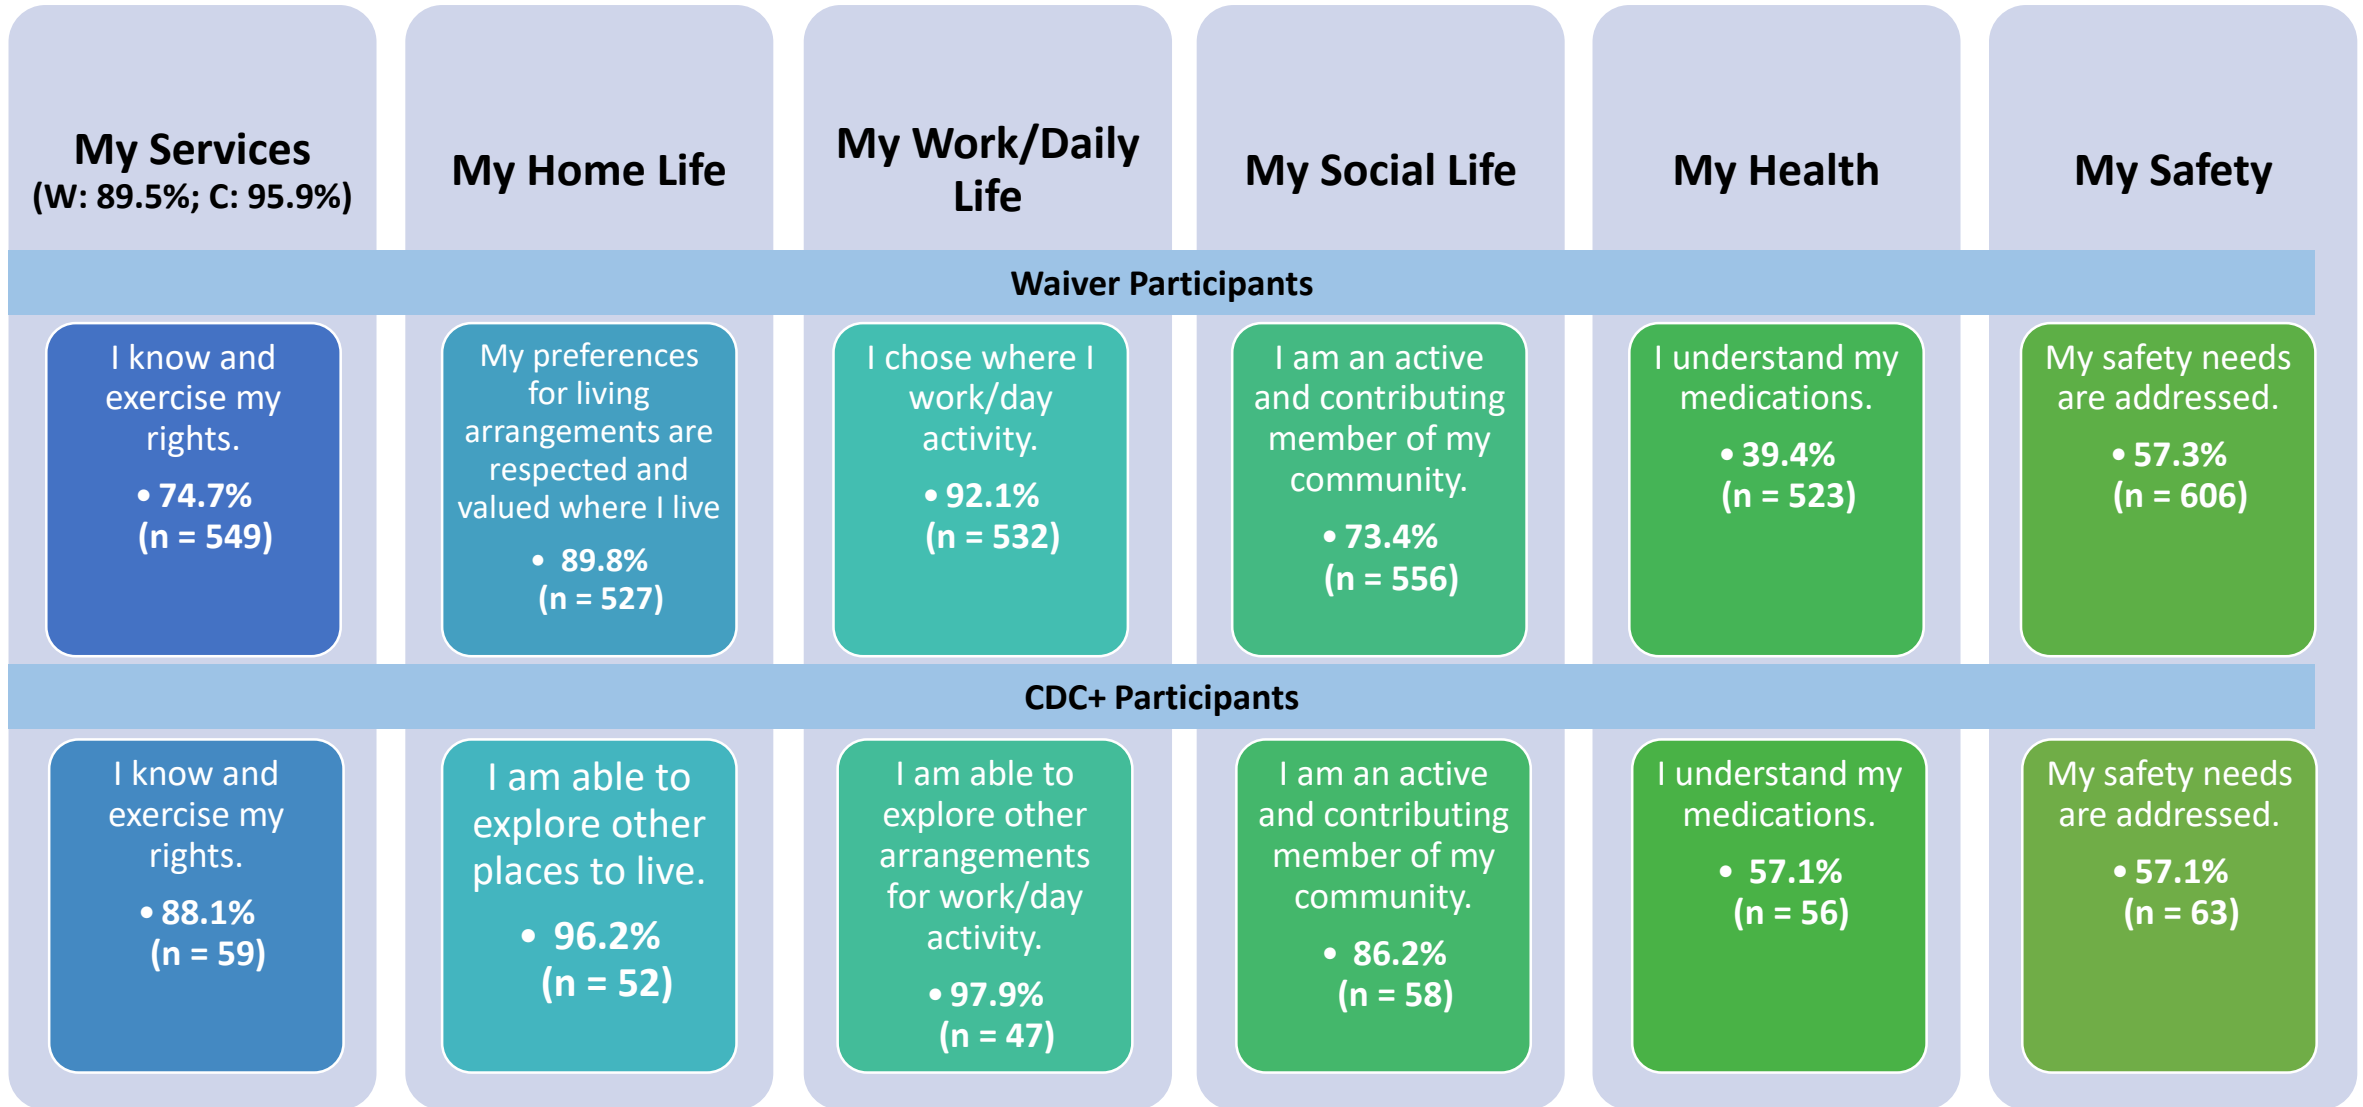 My Services
(W: 89.5%; C: 95.9%)
My Home Life
My Work/Daily
Life
My Social Life
My Health
My Safety
Waiver Participants
I know and
exercise my
rights.
• 74.7%
(n = 549)
My preferences
for living
arrangements are
respected and
valued where I live
• 89.8%
(n = 527)
I chose where I
work/day
activity.
• 92.1%
(n = 532)
I am an active
and contributing
member of my
community.
• 73.4%
(n = 556)
I understand my
medications.
• 39.4%
(n = 523)
My safety needs
are addressed.
• 57.3%
(n = 606)
CDC+ Participants
I know and
exercise my
rights.
• 88.1%
(n = 59)
I am able to
explore other
places to live.
• 96.2%
(n = 52)
I am able to
explore other
arrangements
for work/day
activity.
• 97.9%
(n = 47)
I am an active
and contributing
member of my
community.
• 86.2%
(n = 58)
I understand my
medications.
• 57.1%
(n = 56)
My safety needs
are addressed.
• 57.1%
(n = 63)